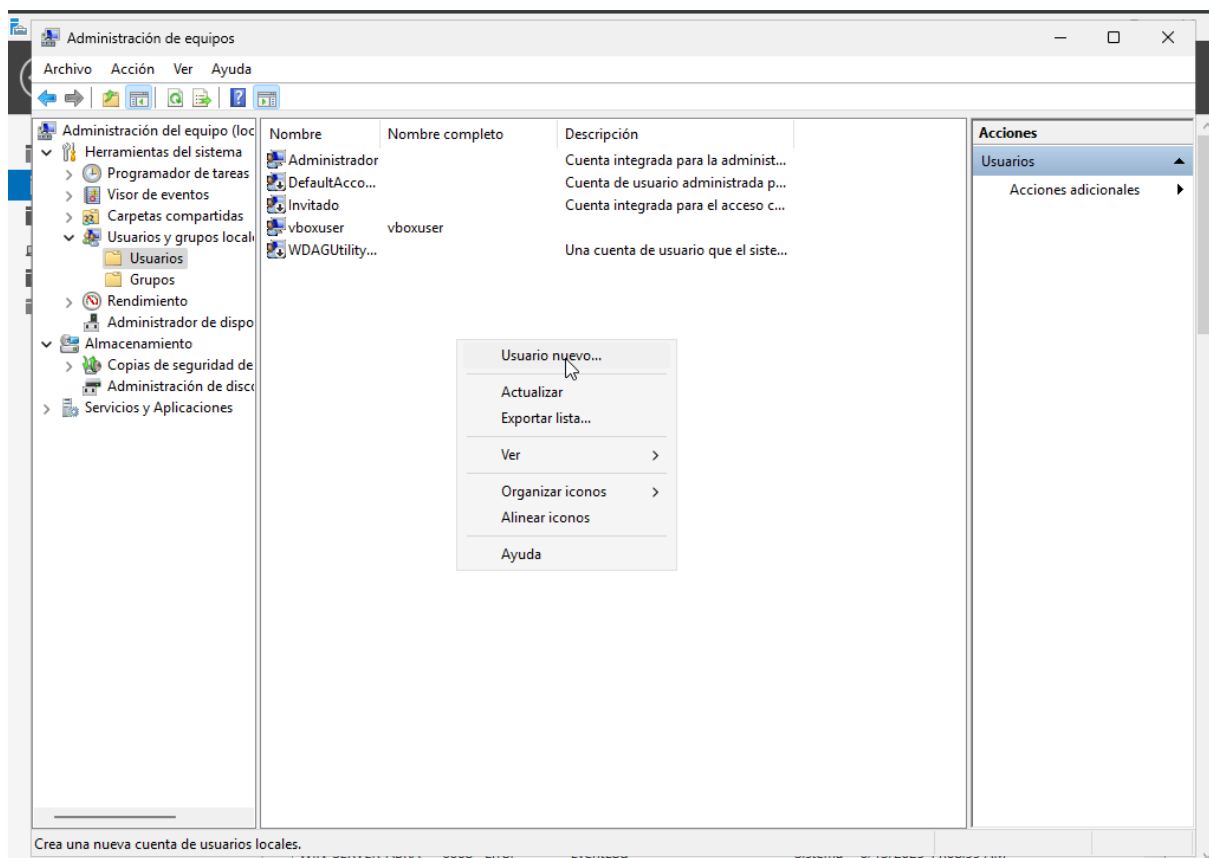 Administración de equipos
Archivo Acción Ver Ayuda
Administración del equipo (loc
Herramientas del sistema
Programador de tareas
Visor de eventos
Carpetas compartidas
Usuarios y grupos local
Usuarios
Grupos
Rendimiento
Administrador de dispo
Almacenamiento
Copias de seguridad de
Administración de disco
Servicios y Aplicaciones
Nombre Nombre completo Descripción
Administrador Cuenta integrada para la administ...
DefaultAcco... Cuenta de usuario administrada p...
Invitado Cuenta integrada para el acceso c...
vboxuser vboxuser
WDAGUtility... Una cuenta de usuario que el siste...
Usuario nuevo...
Actualizar
Exportar lista...
Ver
Organizar iconos
Alinear iconos
Ayuda
Acciones
Usuarios
Acciones adicionales
Crea una nueva cuenta de usuarios locales.